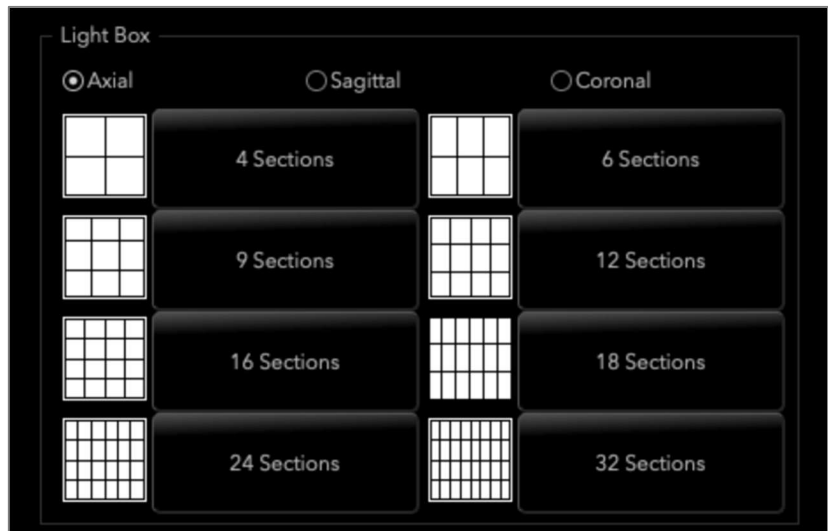 Light Box
Axial Sagittal Coronal
4 Sections 6 Sections
9 Sections 12 Sections
16 Sections 18 Sections
24 Sections 32 Sections